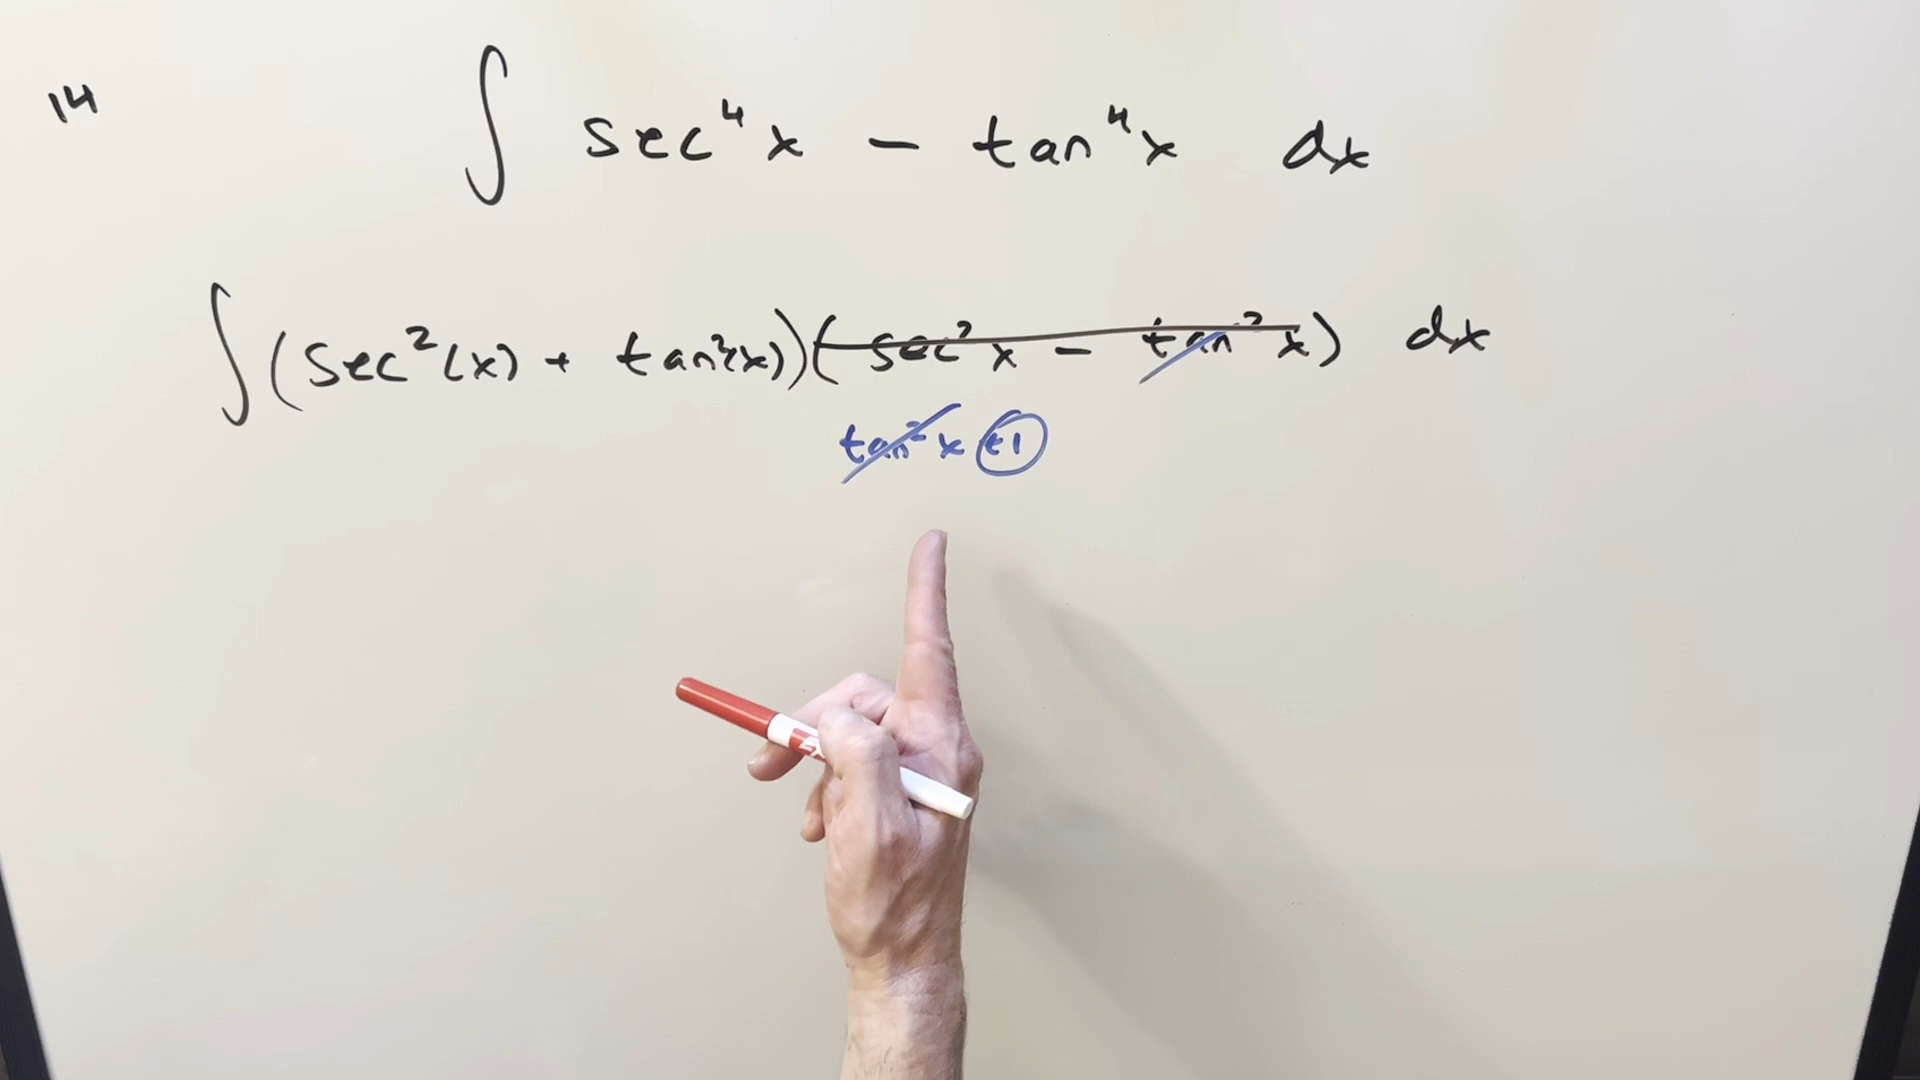 14
∫ sec⁴x - tan⁴x dx
∫(sec²(x) + tan²(x))(sec²x - tan²x) dx
tan²x +1